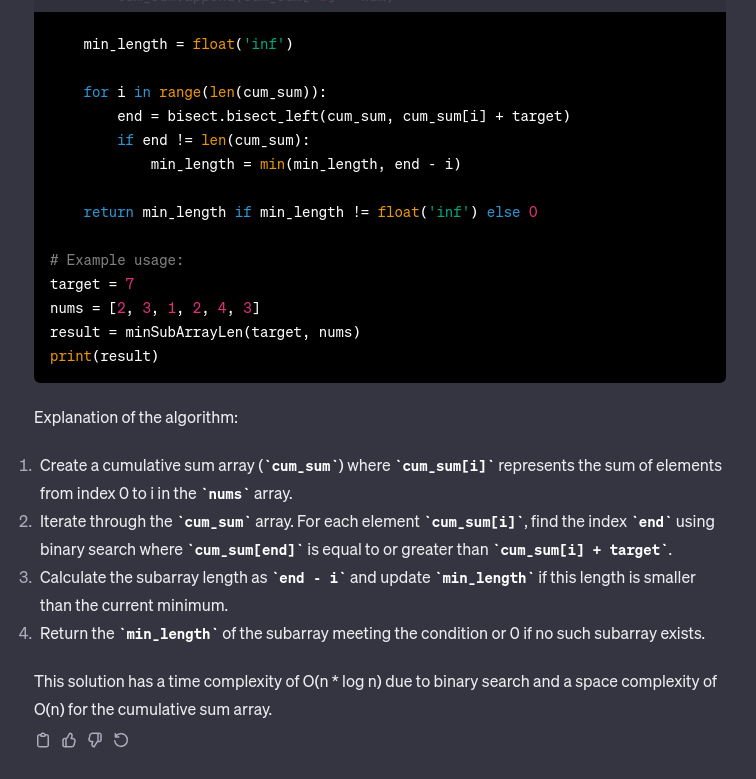 min_length = float('inf')
for i in range(len(cum_sum)):
end = bisect.bisect_left(cum_sum, cum_sum[i] + target)
if end != len(cum_sum):
min_length = min(min_length, end - i)
return min_length if min_length != float('inf') else 0
# Example usage:
target = 7
nums = [2, 3, 1, 2, 4, 3]
result = minSubArrayLen(target, nums)
print(result)
Explanation of the algorithm:
1. Create a cumulative sum array (`cum_sum`) where `cum_sum[i]` represents the sum of elements
from index 0 to i in the `nums` array.
2. Iterate through the `cum_sum` array. For each element `cum_sum[i]`, find the index `end` using
binary search where `cum_sum[end]` is equal to or greater than `cum_sum[i] + target`.
3. Calculate the subarray length as `end - i` and update `min_length` if this length is smaller
than the current minimum.
4. Return the `min_length` of the subarray meeting the condition or 0 if no such subarray exists.
This solution has a time complexity of O(n * log n) due to binary search and a space complexity of
O(n) for the cumulative sum array.